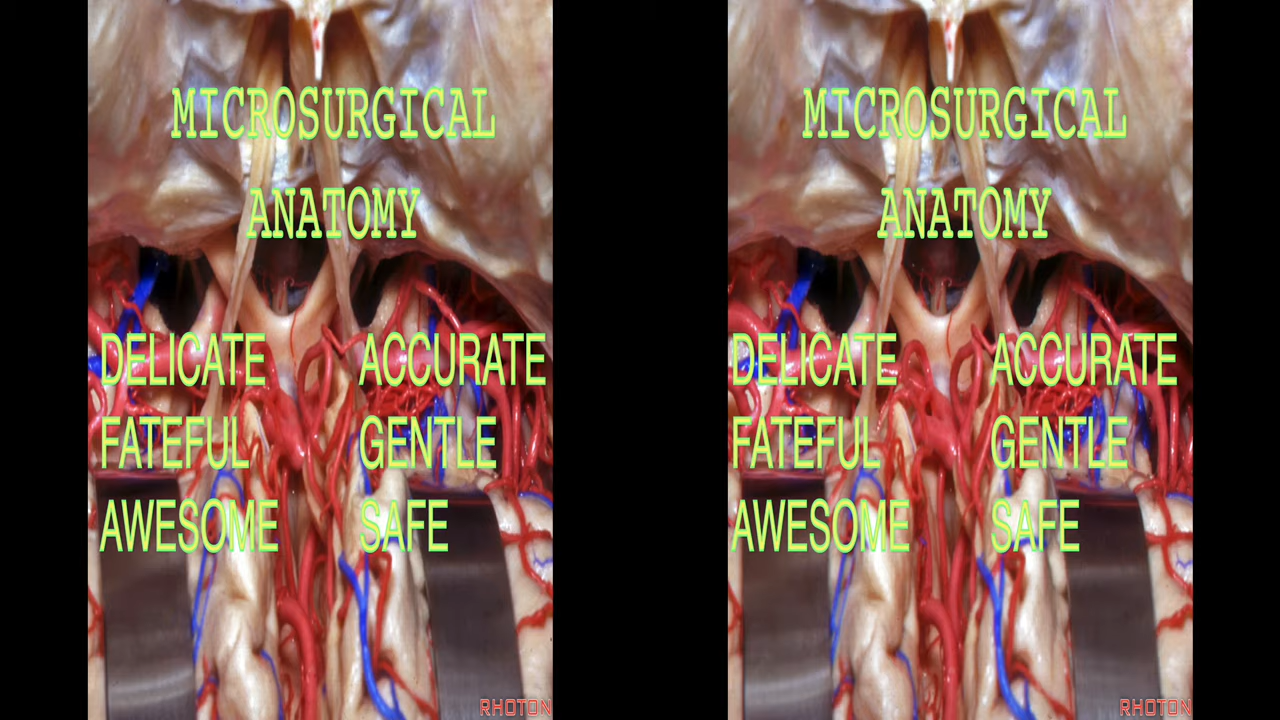 MICROSURGICAL
ANATOMY
DELICATE ACCURATE
FATEFUL GENTLE
AWESOME SAFE
RHOTON
MICROSURGICAL
ANATOMY
DELICATE ACCURATE
FATEFUL GENTLE
AWESOME SAFE
RHOTON